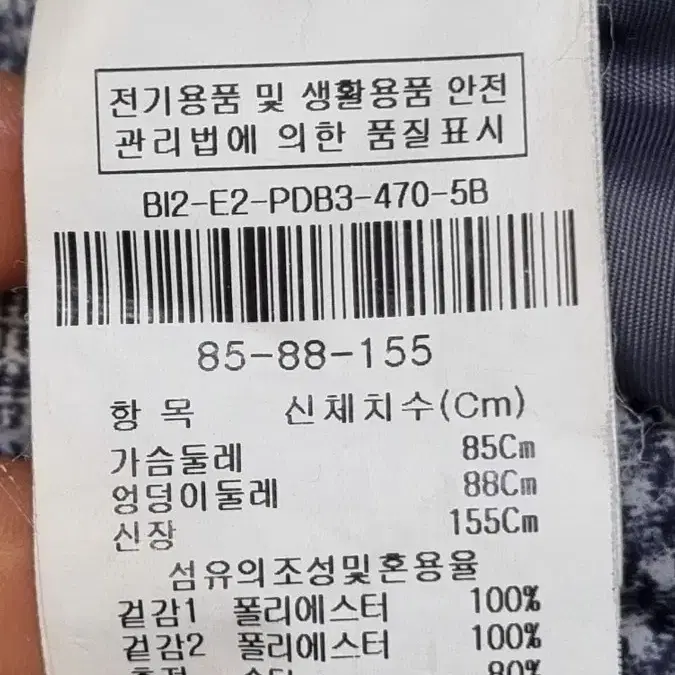 전기용품 및 생활용품 안전
관리법에 의한 품질표시
BI2-E2-PDB3-470-5B
85-88-155
항 목 신체치수(Cm)
가슴둘레 85Cm
엉덩이둘레 88Cm
신장 155Cm
섬유의조성및혼용율
겉감1 폴리에스터 100%
겉감2 폴리에스터 100%
80%